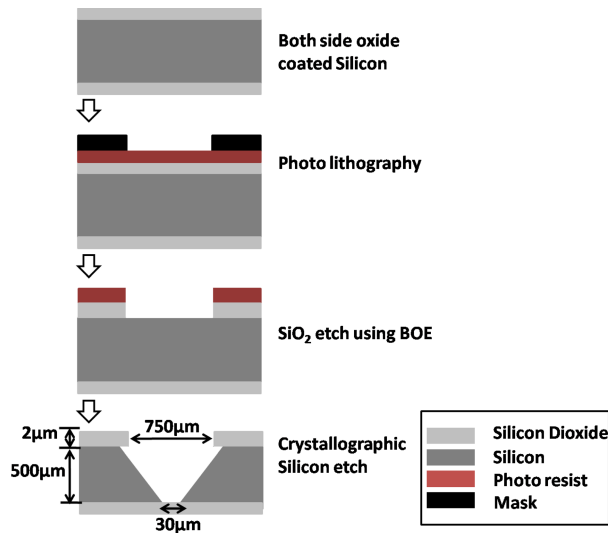 Both side oxide
coated Silicon
Photo lithography
SiO₂ etch using BOE
2μm
750μm
500μm
30μm
Crystallographic
Silicon etch
Silicon Dioxide
Silicon
Photo resist
Mask